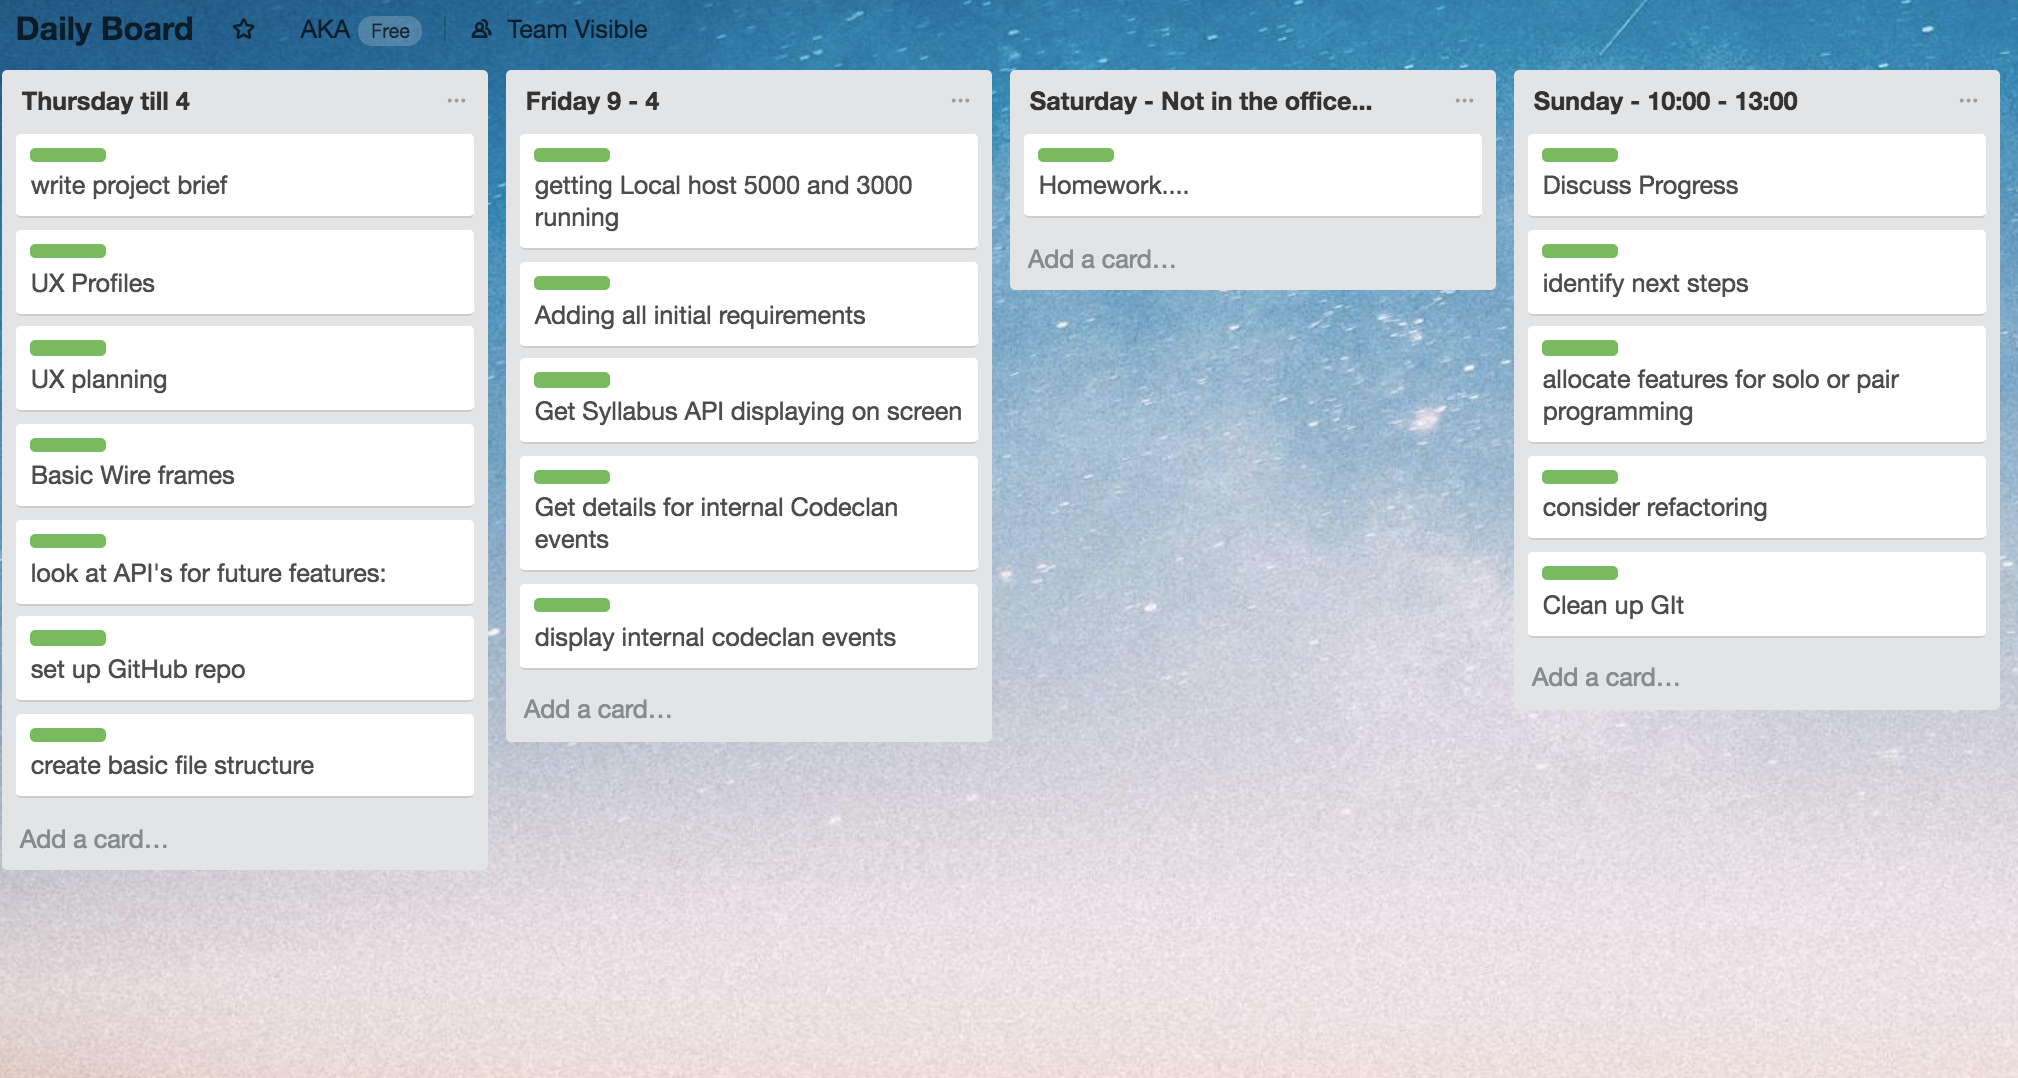 Daily Board
AKA Free
Team Visible
Thursday till 4
write project brief
UX Profiles
UX planning
Basic Wire frames
look at API's for future features:
set up GitHub repo
create basic file structure
Add a card...
Friday 9 - 4
getting Local host 5000 and 3000
running
Adding all initial requirements
Get Syllabus API displaying on screen
Get details for internal Codeclan
events
display internal codeclan events
Add a card...
Saturday - Not in the office...
Homework....
Add a card...
Sunday - 10:00 - 13:00
Discuss Progress
identify next steps
allocate features for solo or pair
programming
consider refactoring
Clean up GIt
Add a card...